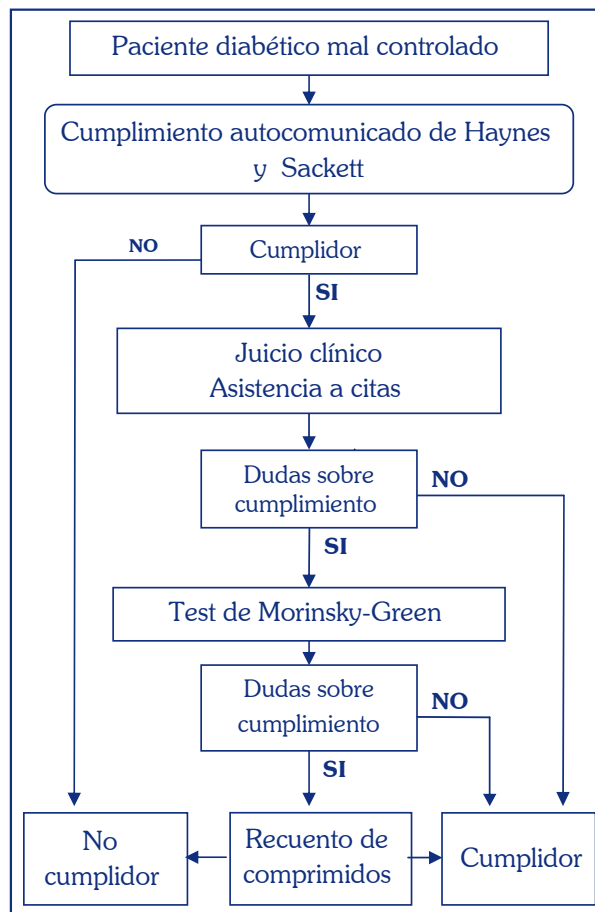 Paciente diabético mal controlado
Cumplimiento autocomunicado de Haynes
y Sackett
NO
Cumplidor
SI
Juicio clínico
Asistencia a citas
Dudas sobre
cumplimiento
NO
SI
Test de Morinsky-Green
Dudas sobre
cumplimiento
NO
SI
No
cumplidor
Recuento de
comprimidos
Cumplidor